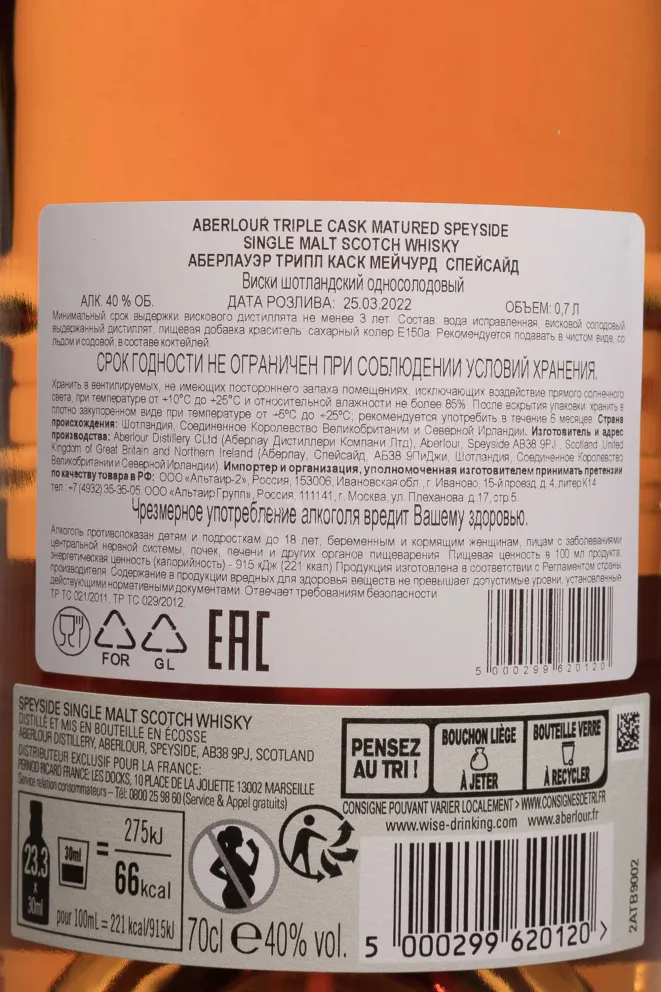 ABERLOUR TRIPLE CASK MATURED SPEYSIDE
SINGLE MALT SCOTCH WHISKY
АБЕРЛАУЭР ТРИПЛ КАСК МЕЙЧУРД СПЕЙСАЙД
Виски шотландский односолодовый
АЛК. 40 % ОБ. ДАТА РОЗЛИВА: 25.03.2022 ОБЪЕМ: 0,7 Л
Минимальный срок выдержки вискового дистиллята не менее 3 лет. Состав: вода исправленная, висковой солодовый
выдержанный дистиллят, пищевая добавка краситель: сахарный колер Е150а. Рекомендуется подавать в чистом виде, со
льдом и содовой, в составе коктейлей.
СРОК ГОДНОСТИ НЕ ОГРАНИЧЕН ПРИ СОБЛЮДЕНИИ УСЛОВИЙ ХРАНЕНИЯ.
Хранить в вентилируемых, не имеющих постороннего запаха помещениях, исключающих воздействие прямого солнечного
света, при температуре от +10°С до +25°С и относительной влажности не более 85%. После вскрытия упаковки хранить в
плотно закупоренном виде при температуре от +5°С до +25°С; рекомендуется употребить в течение 6 месяцев. Страна
происхождения: Шотландия, Соединенное Королевство Великобритании и Северной Ирландии. Изготовитель и адрес
производства: Aberlour Distillery CLtd (Аберлау Дистиллери Компани Лтд), Aberlour, Speyside AB38 9PJ , Scotland, United
Kingdom of Great Britain and Northern Ireland (Аберлау, Спейсайд, АБ38 9ПиДжи, Шотландия, Соединенное Королевство
Великобритании и Северной Ирландии). Импортер и организация, уполномоченная изготовителем принимать претензии
по качеству товара в РФ: ООО «Альтаир-2», Россия, 153006, Ивановская обл., г. Иваново, 15-й проезд, д. 4, литер К14
тел.: +7 (4932) 35-35-05. ООО «Альтаир Групп», Россия, 111141, г. Москва, ул. Плеханова, д. 17, стр.5.
Чрезмерное употребление алкоголя вредит Вашему здоровью.
Алкоголь противопоказан детям и подросткам до 18 лет, беременным и кормящим женщинам, лицам с заболеваниями
центральной нервной системы, почек, печени и других органов пищеварения. Пищевая ценность в 100 мл продукта:
энергетическая ценность (калорийность) - 915 кДж (221 ккал) Продукция изготовлена в соответствии с Регламентом страны
производителя. Содержание в продукции вредных для здоровья веществ не превышает допустимые уровни, установленные
действующими нормативными документами. Отвечает требованиям безопасности
ТР ТС 021/2011, ТР ТС 029/2012.
FOR GL EAC
5 000299 620120
SPEYSIDE SINGLE MALT SCOTCH WHISKY
DISTILLÉ ET MIS EN BOUTEILLE EN ÉCOSSE
ABERLOUR DISTILLERY, ABERLOUR, SPEYSIDE, AB38 9PJ, SCOTLAND
DISTRIBUTEUR EXCLUSIF POUR LA FRANCE:
PERNOD RICARD FRANCE: LES DOCKS, 10 PLACE DE LA JOLIETTE 13002 MARSEILLE
Service relation consommateurs – Tél: 0800 25 98 60 (Service & Appel gratuits)
PENSEZ
AU TRI !
BOUCHON LIÈGE
À JETER
BOUTEILLE VERRE
À RECYCLER
CONSIGNE POUVANT VARIER LOCALEMENT > WWW.CONSIGNESDETRI.FR
www.wise-drinking.com www.aberlour.fr
23.3
x
30ml
30ml
=
275kJ
66kcal
pour 100mL = 221 kcal/915kJ
70cl e 40% vol.
5 000299 620120 >
2ATB9002